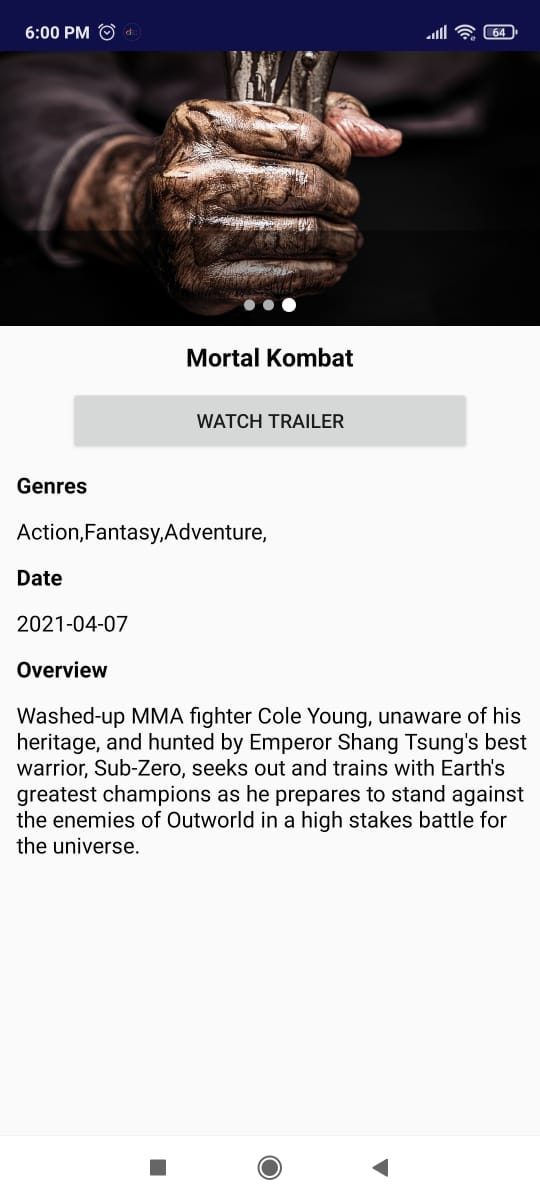 6:00 PM
64
Mortal Kombat
WATCH TRAILER
Genres
Action,Fantasy,Adventure,
Date
2021-04-07
Overview
Washed-up MMA fighter Cole Young, unaware of his
heritage, and hunted by Emperor Shang Tsung's best
warrior, Sub-Zero, seeks out and trains with Earth's
greatest champions as he prepares to stand against
the enemies of Outworld in a high stakes battle for
the universe.